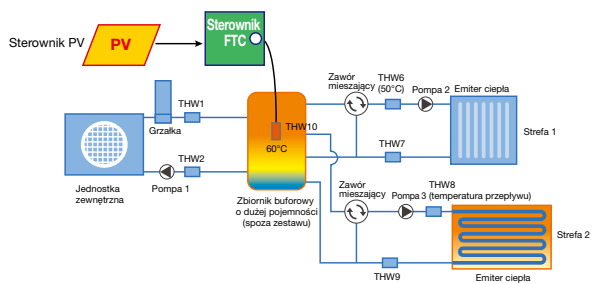 Sterownik PV
PV
Sterownik
FTC
THW1
Grzałka
THW2
Jednostka
zewnętrzna
Pompa 1
THW10
60°C
Zbiornik buforowy
o dużej pojemności
(spoza zestawu)
Zawór
mieszający
THW6
(50°C)
Pompa 2
Emiter ciepła
THW7
Strefa 1
Zawór
mieszający
THW8
Pompa 3 (temperatura przepływu)
Strefa 2
THW9
Emiter ciepła